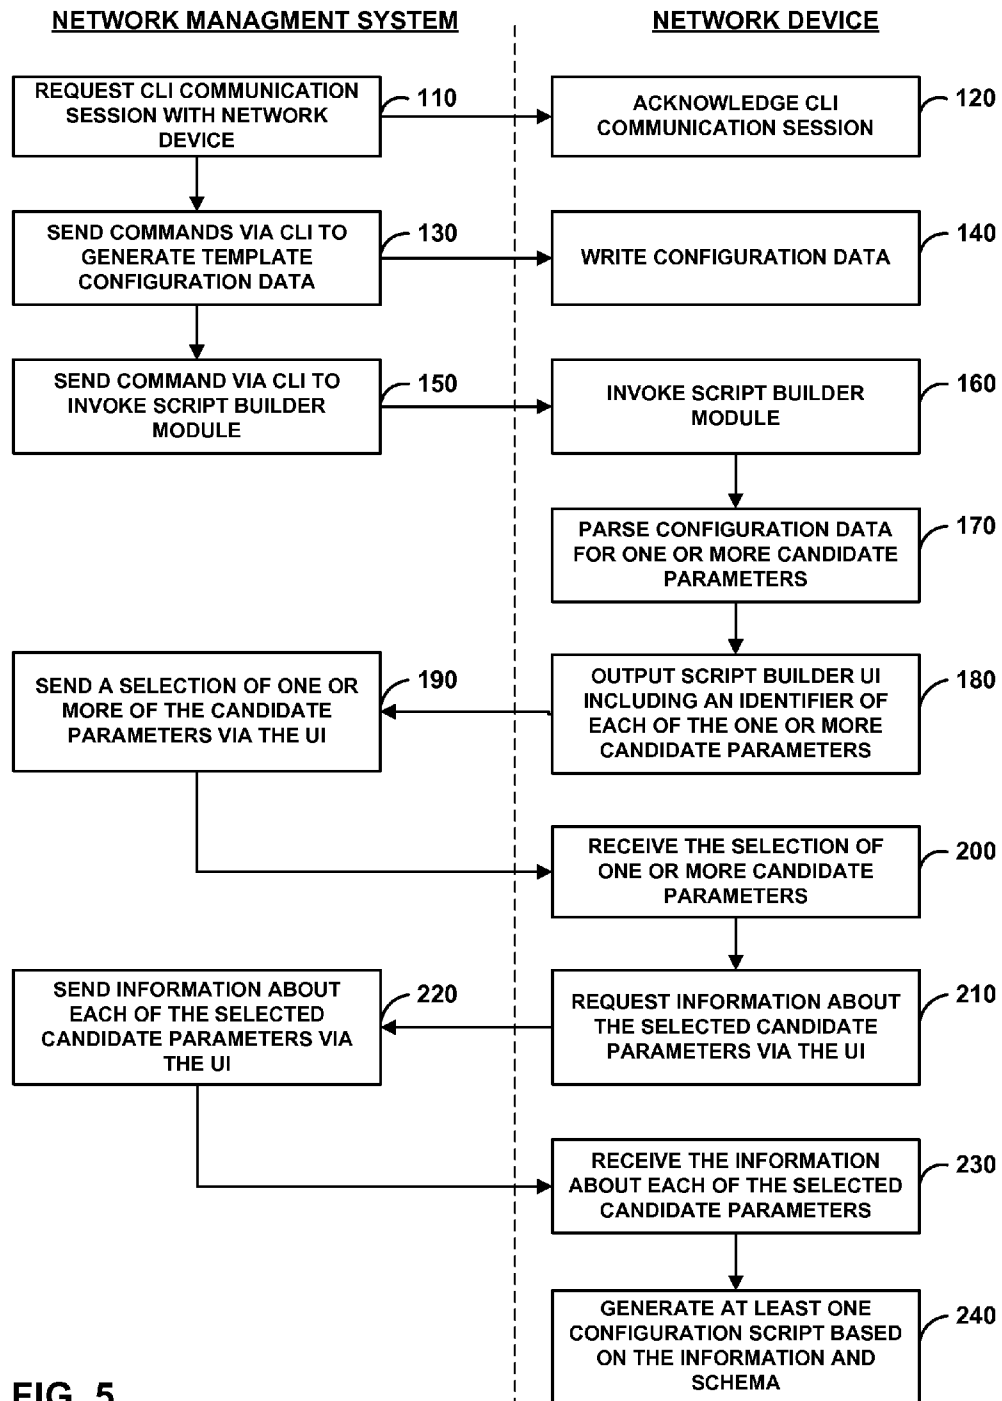 NETWORK MANAGMENT SYSTEM
NETWORK DEVICE
REQUEST CLI COMMUNICATION
SESSION WITH NETWORK
DEVICE
110
ACKNOWLEDGE CLI
COMMUNICATION SESSION
120
SEND COMMANDS VIA CLI TO
GENERATE TEMPLATE
CONFIGURATION DATA
130
WRITE CONFIGURATION DATA
140
SEND COMMAND VIA CLI TO
INVOKE SCRIPT BUILDER
MODULE
150
INVOKE SCRIPT BUILDER
MODULE
160
PARSE CONFIGURATION DATA
FOR ONE OR MORE CANDIDATE
PARAMETERS
170
OUTPUT SCRIPT BUILDER UI
INCLUDING AN IDENTIFIER OF
EACH OF THE ONE OR MORE
CANDIDATE PARAMETERS
180
SEND A SELECTION OF ONE OR
MORE OF THE CANDIDATE
PARAMETERS VIA THE UI
190
RECEIVE THE SELECTION OF
ONE OR MORE CANDIDATE
PARAMETERS
200
REQUEST INFORMATION ABOUT
THE SELECTED CANDIDATE
PARAMETERS VIA THE UI
210
SEND INFORMATION ABOUT
EACH OF THE SELECTED
CANDIDATE PARAMETERS VIA
THE UI
220
RECEIVE THE INFORMATION
ABOUT EACH OF THE SELECTED
CANDIDATE PARAMETERS
230
GENERATE AT LEAST ONE
CONFIGURATION SCRIPT BASED
ON THE INFORMATION AND
SCHEMA
240
FIG. 5